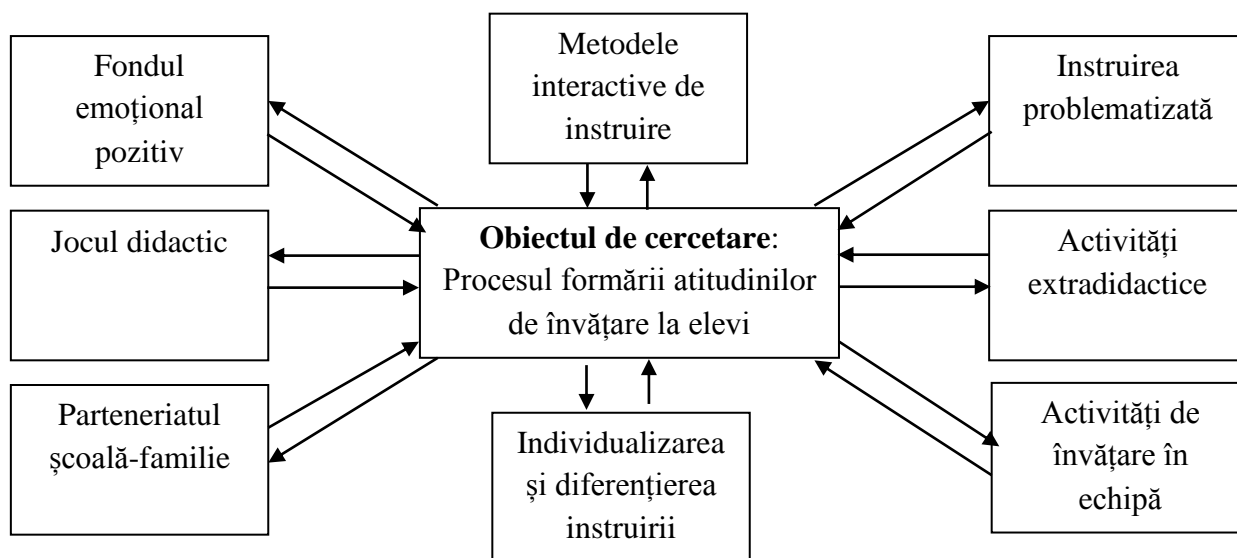 Fondul
emoțional
pozitiv
Metodele
interactive de
instruire
Instruirea
problematizată
Jocul didactic
Obiectul de cercetare:
Procesul formării atitudinilor
de învățare la elevi
Activități
extradidactice
Parteneriatul
școală-familie
Individualizarea
și diferențierea
instruirii
Activități de
învățare în
echipă